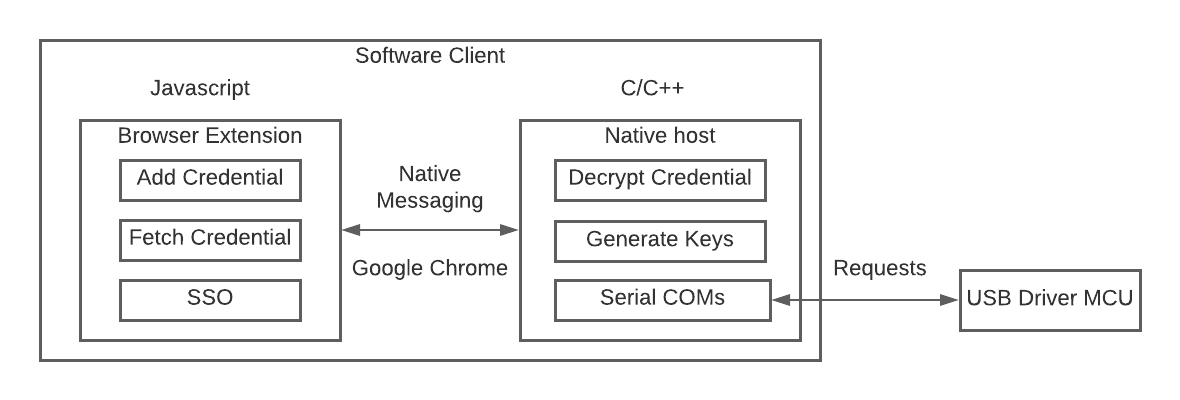 Software Client
Javascript
C/C++
Browser Extension
Add Credential
Fetch Credential
SSO
Native
Messaging
Google Chrome
Native host
Decrypt Credential
Generate Keys
Serial COMs
Requests
USB Driver MCU